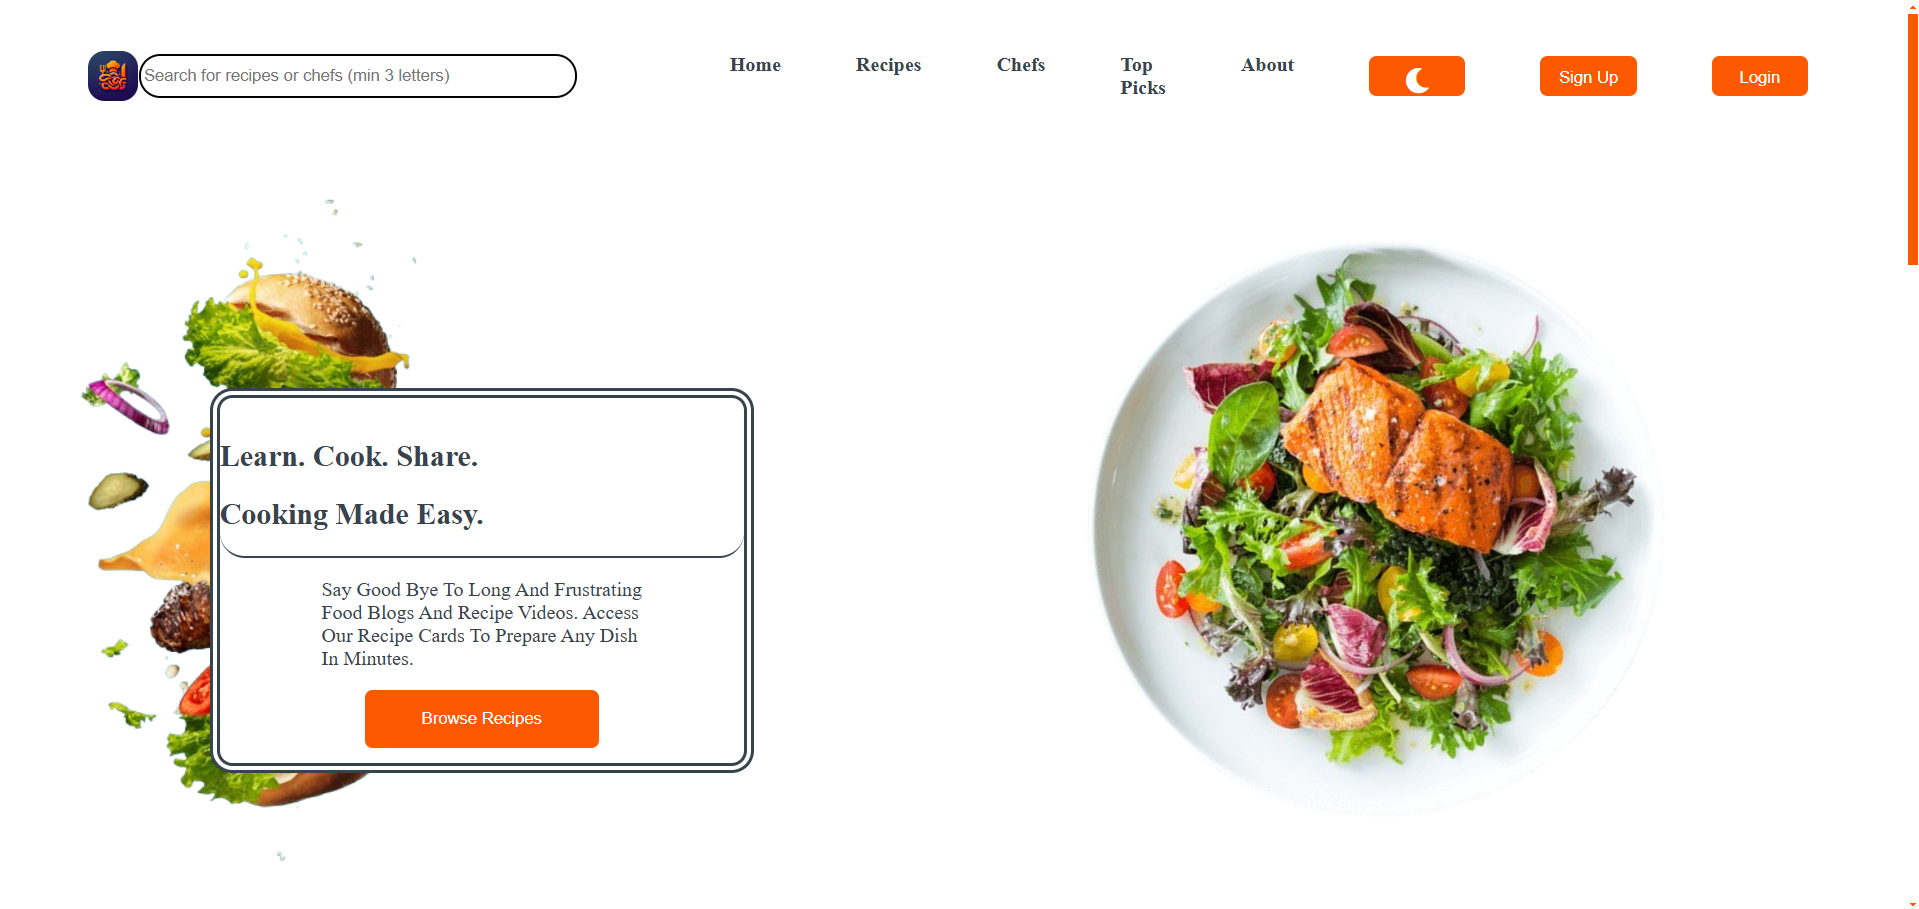 Search for recipes or chefs (min 3 letters)
Home
Recipes
Chefs
Top
Picks
About
Sign Up
Login
Learn. Cook. Share.
Cooking Made Easy.
Say Good Bye To Long And Frustrating
Food Blogs And Recipe Videos. Access
Our Recipe Cards To Prepare Any Dish
In Minutes.
Browse Recipes